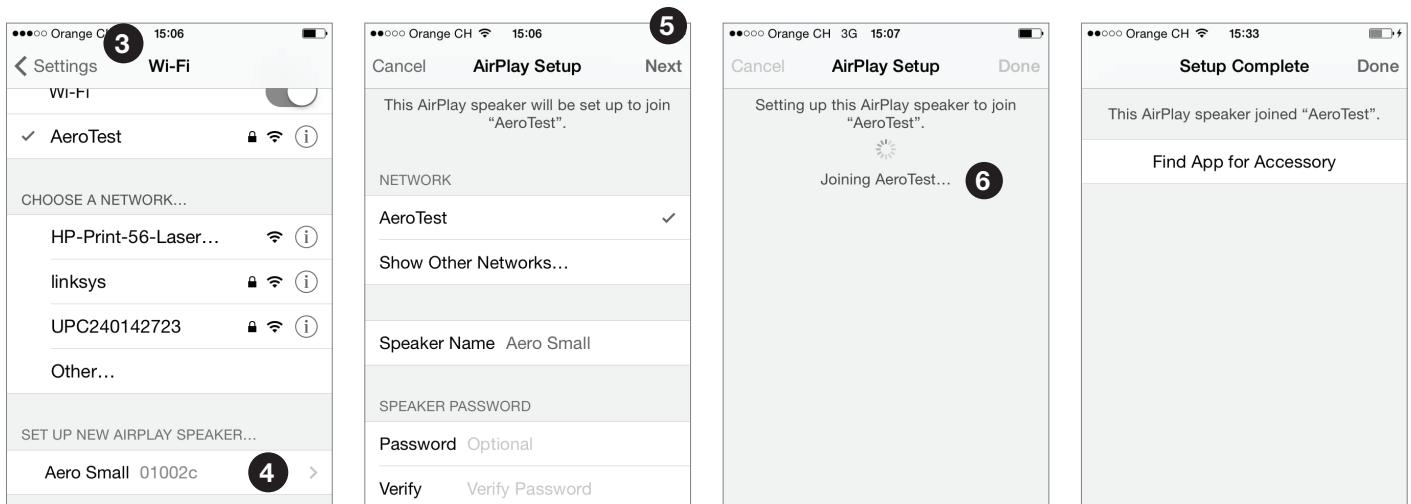 ●●●○○ Orange C 15:06
3
Settings Wi-Fi
Wi-Fi
AeroTest
CHOOSE A NETWORK...
HP-Print-56-Laser...
linksys
UPC240142723
Other...
SET UP NEW AIRPLAY SPEAKER...
Aero Small 01002c
4
●●○○○ Orange CH 15:06
5
Cancel AirPlay Setup Next
This AirPlay speaker will be set up to join
“AeroTest”.
NETWORK
AeroTest
Show Other Networks...
Speaker Name Aero Small
SPEAKER PASSWORD
Password Optional
Verify Verify Password
●●○○○ Orange CH 3G 15:07
Cancel AirPlay Setup Done
Setting up this AirPlay speaker to join
“AeroTest”.
Joining AeroTest...
6
●●○○○ Orange CH 15:33
Setup Complete Done
This AirPlay speaker joined “AeroTest”.
Find App for Accessory